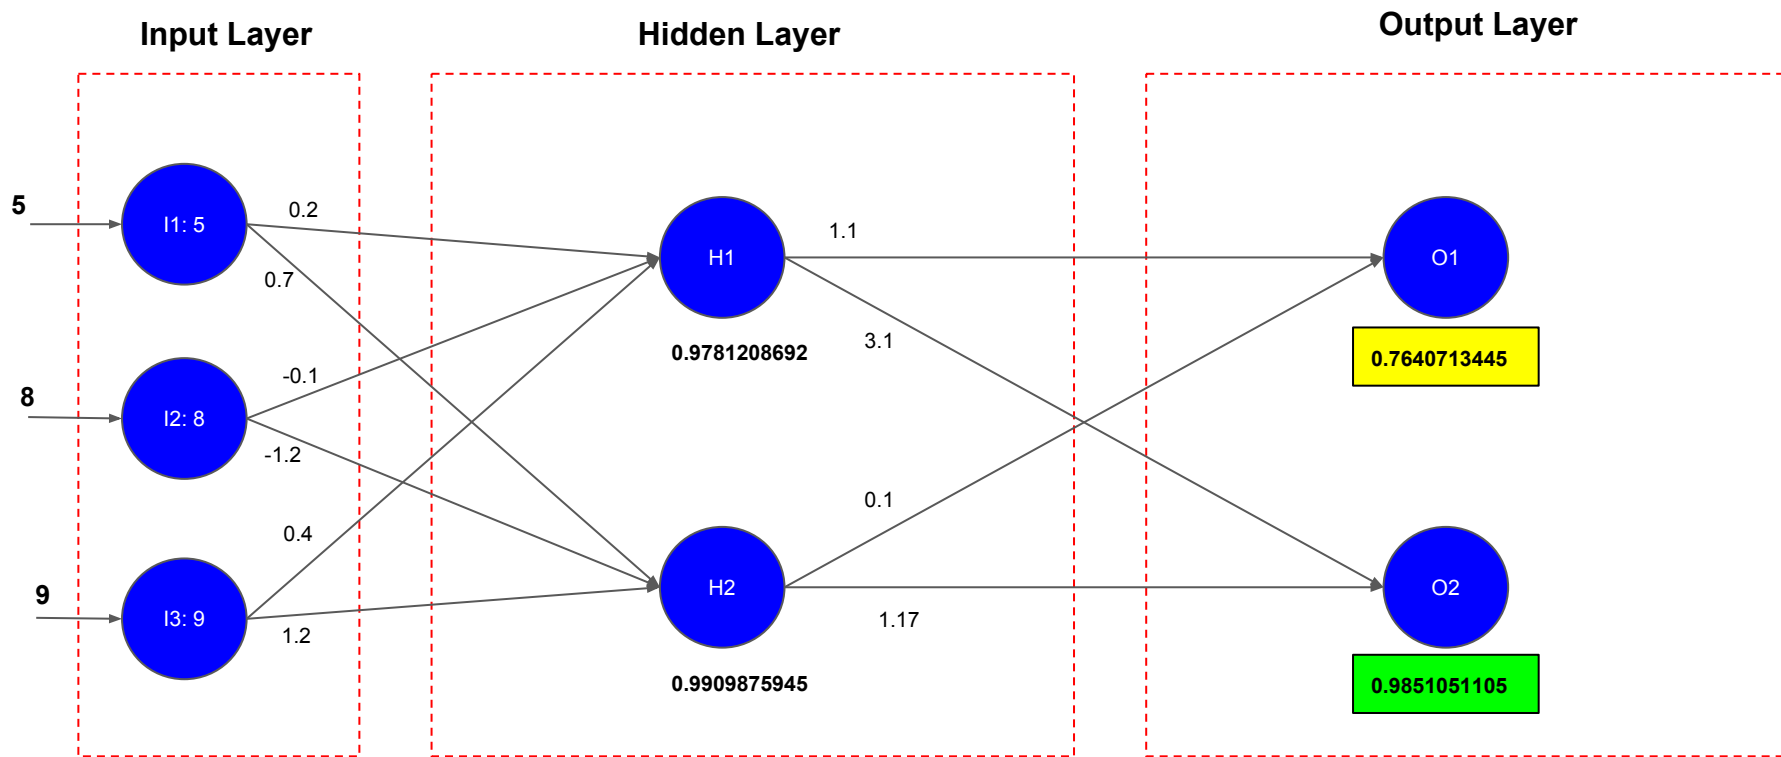 Input Layer
Hidden Layer
Output Layer
5
I1: 5
0.2
0.7
8
I2: 8
-0.1
-1.2
9
I3: 9
0.4
1.2
H1
0.9781208692
1.1
3.1
H2
0.9909875945
0.1
1.17
O1
0.7640713445
O2
0.9851051105